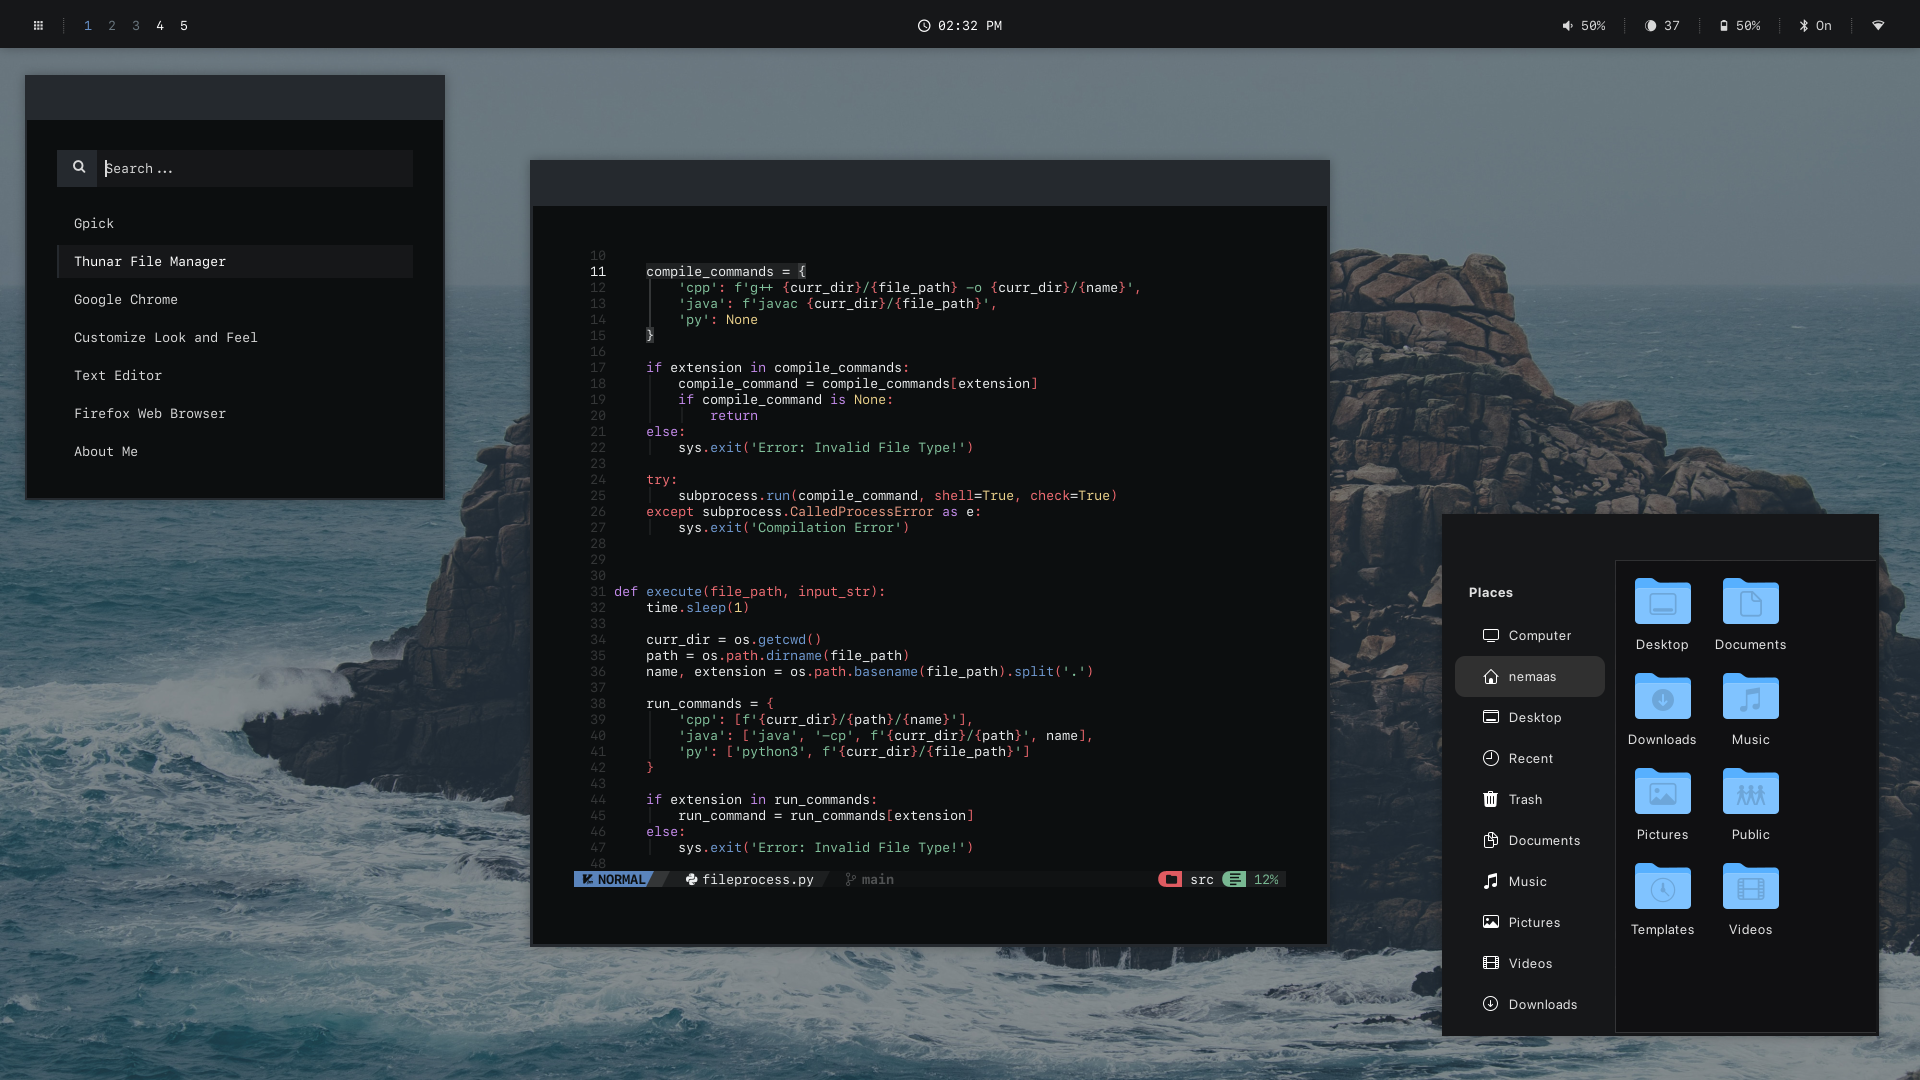 1 2 3 4 5
02:32 PM
50% 37 50% On
Search...
Gpick
Thunar File Manager
Google Chrome
Customize Look and Feel
Text Editor
Firefox Web Browser
About Me
10
11 compile_commands = {
12 'cpp': f'g++ {curr_dir}/{file_path} -o {curr_dir}/{name}',
13 'java': f'javac {curr_dir}/{file_path}',
14 'py': None
15 }
16
17 if extension in compile_commands:
18 compile_command = compile_commands[extension]
19 if compile_command is None:
20 return
21 else:
22 sys.exit('Error: Invalid File Type!')
23
24 try:
25 subprocess.run(compile_command, shell=True, check=True)
26 except subprocess.CalledProcessError as e:
27 sys.exit('Compilation Error')
28
29
30
31 def execute(file_path, input_str):
32 time.sleep(1)
33
34 curr_dir = os.getcwd()
35 path = os.path.dirname(file_path)
36 name, extension = os.path.basename(file_path).split('.')
37
38 run_commands = {
39 'cpp': [f'{curr_dir}/{path}/{name}'],
40 'java': ['java', '-cp', f'{curr_dir}/{path}', name],
41 'py': ['python3', f'{curr_dir}/{file_path}']
42 }
43
44 if extension in run_commands:
45 run_command = run_commands[extension]
46 else:
47 sys.exit('Error: Invalid File Type!')
48
NORMAL fileprocess.py main src 12%
Places
Computer
nemaas
Desktop
Recent
Trash
Documents
Music
Pictures
Videos
Downloads
Desktop Documents
Downloads Music
Pictures Public
Templates Videos